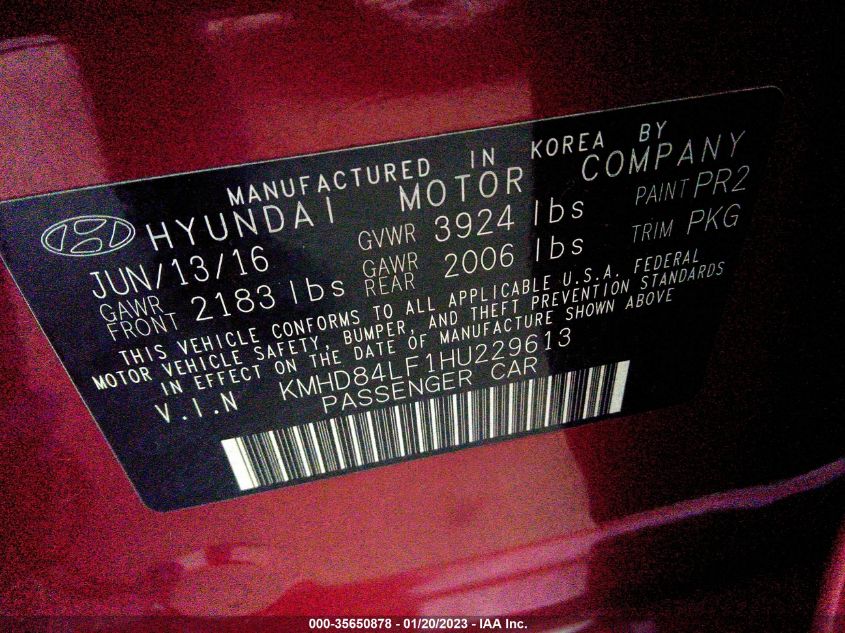 MANUFACTURED IN KOREA BY
HYUNDAI MOTOR COMPANY
JUN/13/16 GVWR 3924 lbs PAINT PR2
GAWR FRONT 2183 lbs GAWR REAR 2006 lbs TRIM PKG
THIS VEHICLE CONFORMS TO ALL APPLICABLE U.S.A. FEDERAL
MOTOR VEHICLE SAFETY, BUMPER, AND THEFT PREVENTION STANDARDS
IN EFFECT ON THE DATE OF MANUFACTURE SHOWN ABOVE
V.I.N KMHD84LF1HU229613
PASSENGER CAR
000-35650878 - 01/20/2023 - IAA Inc.